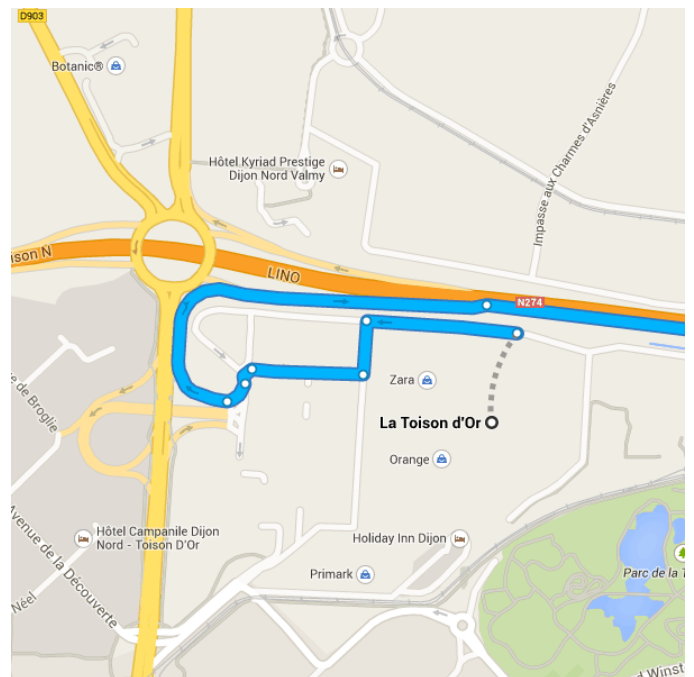 D903
Botanic®
Hôtel Kyriad Prestige
Dijon Nord Valmy
Impasse aux Charmes d'Asnières
ison N
LINO
N274
Zara
La Toison d'Or
Orange
e de Broglie
Hôtel Campanile Dijon
Nord - Toison D'Or
Avenue de la Découverte
Holiday Inn Dijon
Primark
Néel
Parc de la T
d Winst